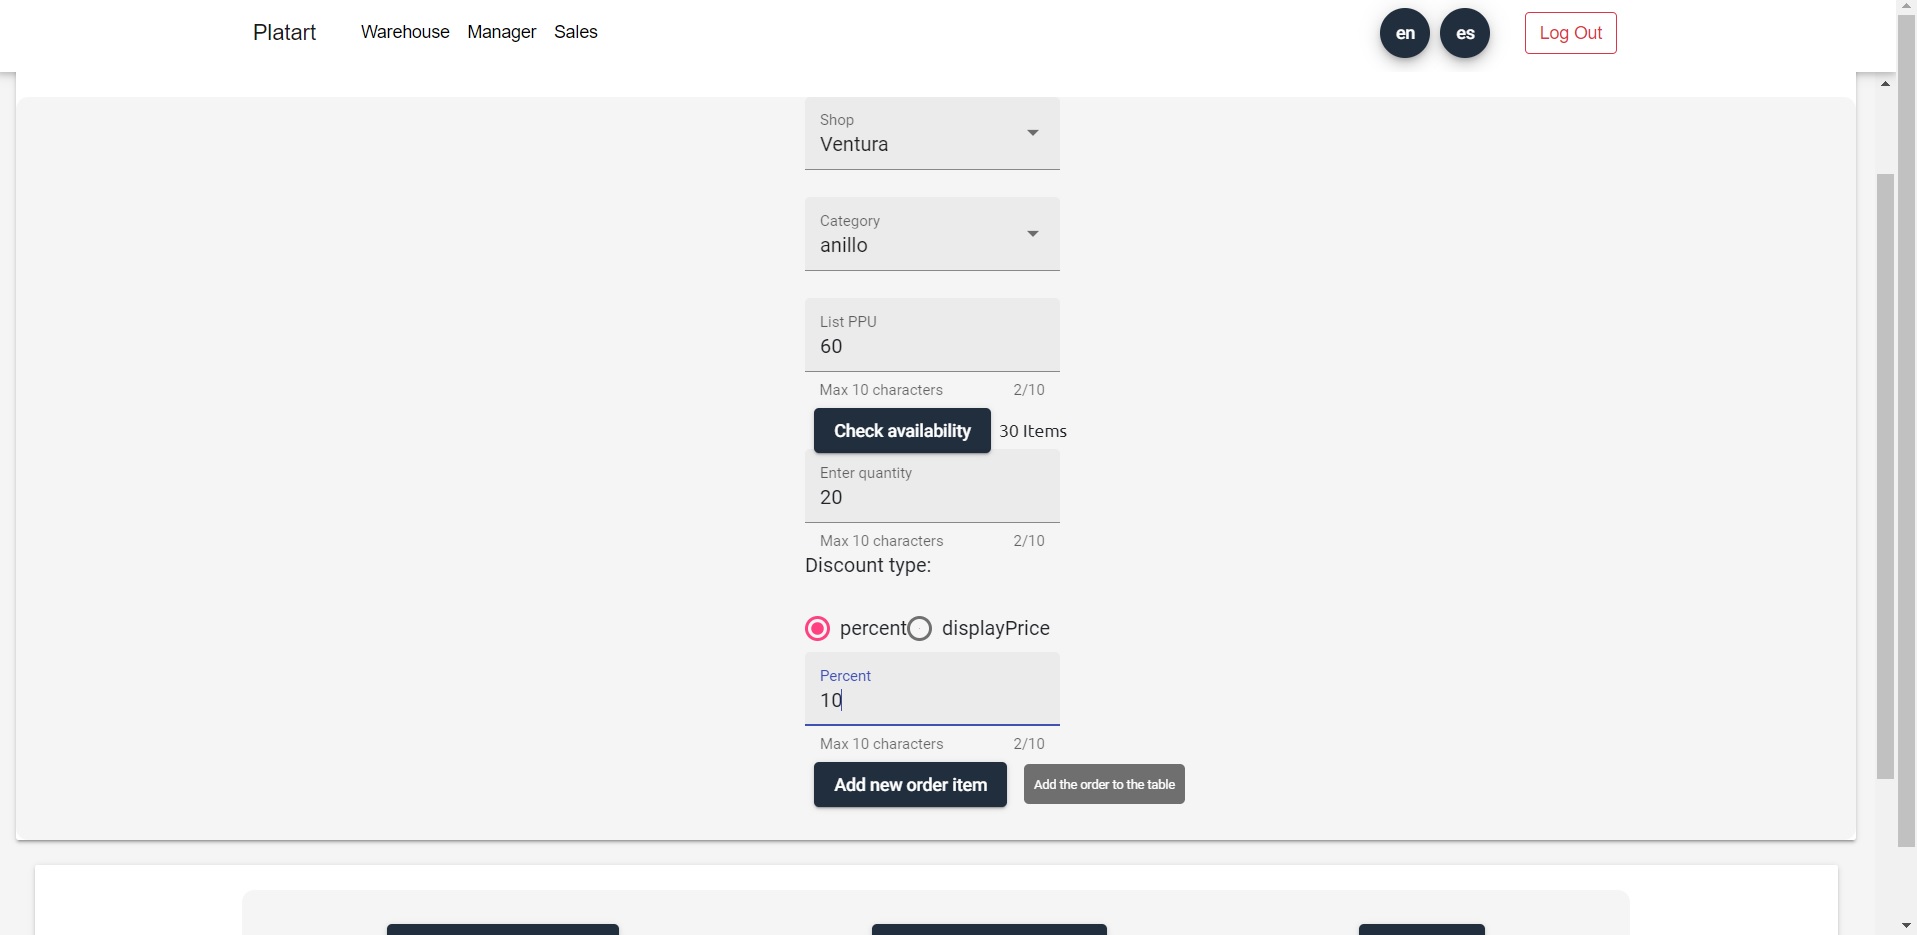 Platart Warehouse Manager Sales en es Log Out
Shop
Ventura
Category
anillo
List PPU
60
Max 10 characters 2/10
Check availability 30 Items
Enter quantity
20
Max 10 characters 2/10
Discount type:
percent displayPrice
Percent
10
Max 10 characters 2/10
Add new order item Add the order to the table